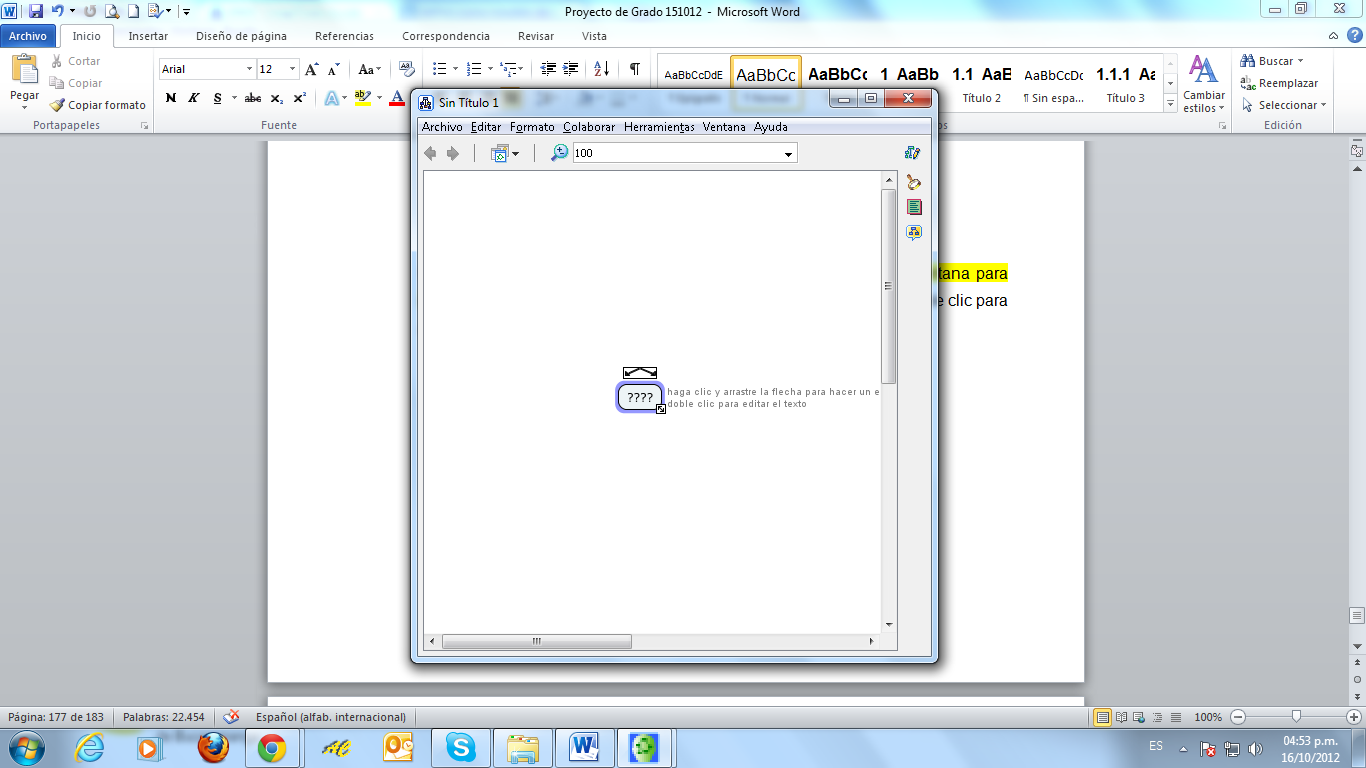 Proyecto de Grado 151012 - Microsoft Word
Archivo Inicio Insertar Diseño de página Referencias Correspondencia Revisar Vista
Pegar
Cortar
Copiar
Copiar formato
Portapapeles
Arial 12
Aa
N K S abc x₂ x²
A A
Fuente
AaBbCcDdE AaBbCc AaBbCc 1 AaBb 1.1 AaB AaBbCcDc 1.1.1 Aa
Título 2 ¶ Sin espa... Título 3
Cambiar estilos
Buscar
Reemplazar
Seleccionar
Edición
Sin Título 1
Archivo Editar Formato Colaborar Herramientas Ventana Ayuda
100
tana para
clic para
????
haga clic y arrastre la flecha para hacer un e
doble clic para editar el texto
Página: 177 de 183 Palabras: 22.454 Español (alfab. internacional) 100%
ES
04:53 p.m.
16/10/2012